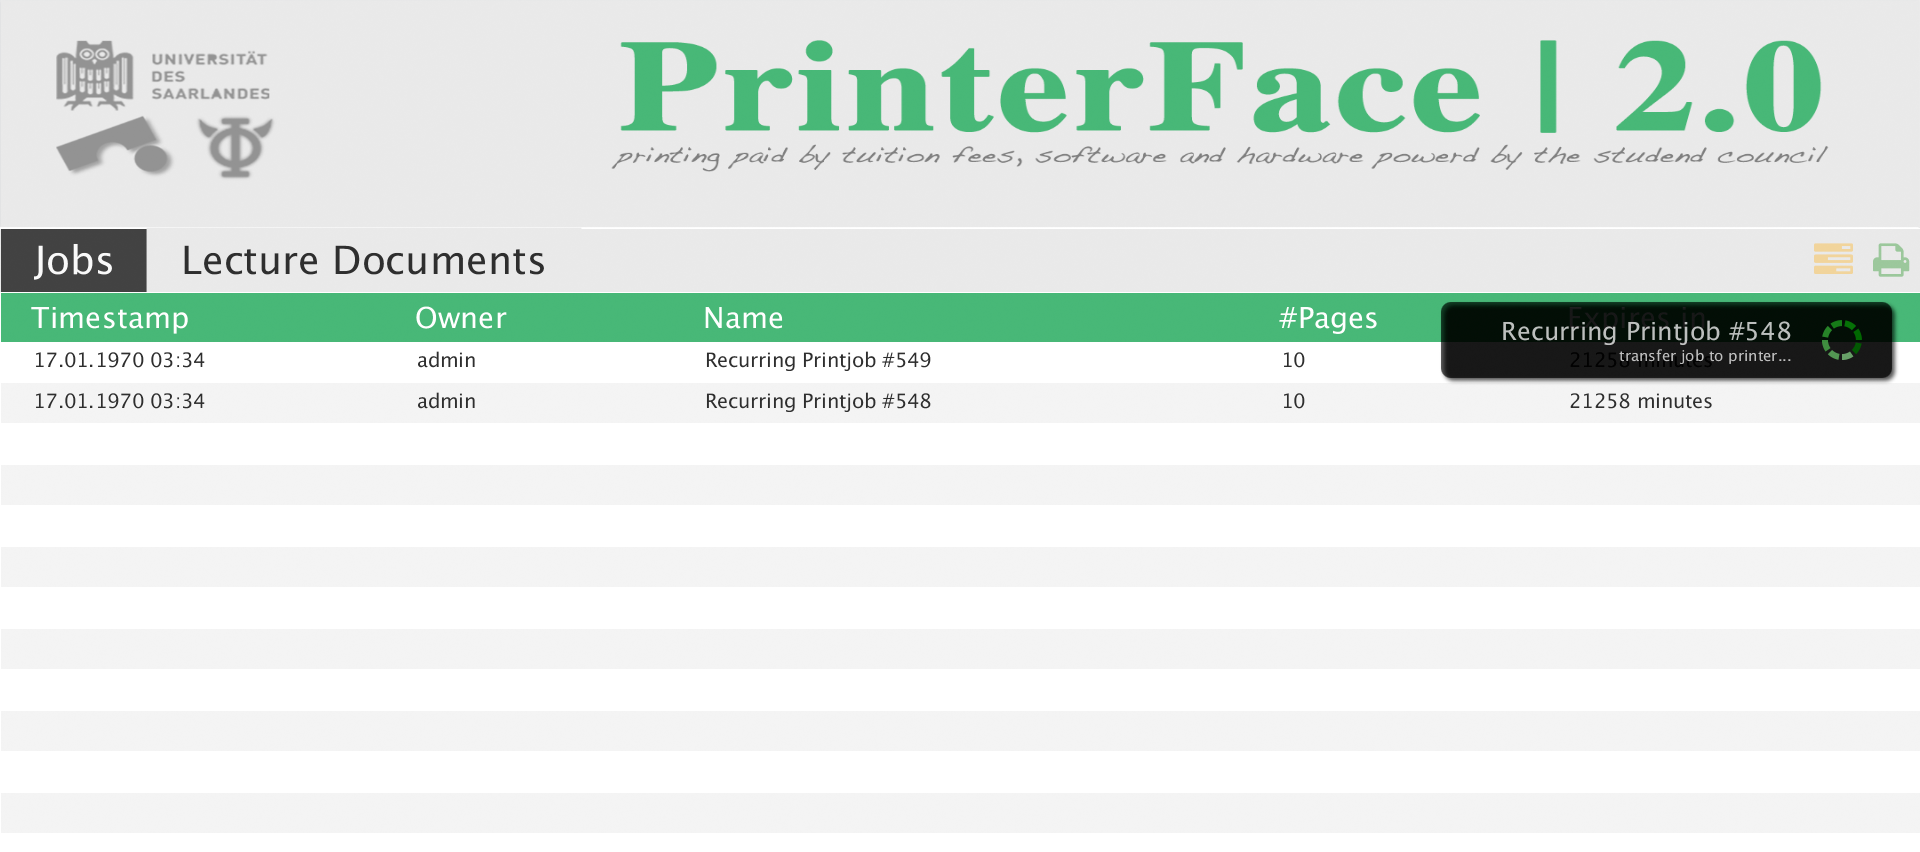 UNIVERSITÄT
DES
SAARLANDES
PrinterFace | 2.0
printing paid by tuition fees, software and hardware powerd by the studend council
Jobs Lecture Documents
Timestamp Owner Name #Pages Expires in
Recurring Printjob #548
transfer job to printer...
17.01.1970 03:34 admin Recurring Printjob #549 10 21258 minutes
17.01.1970 03:34 admin Recurring Printjob #548 10 21258 minutes